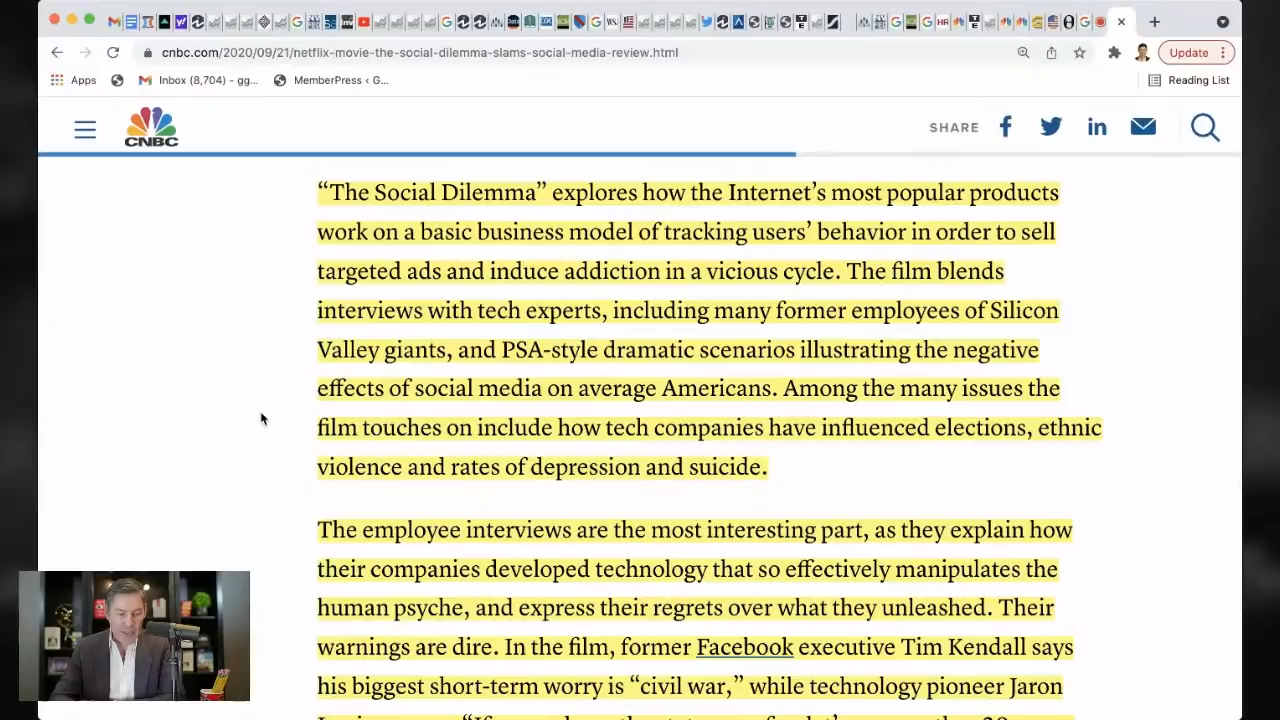 cnbc.com/2020/09/21/netflix-movie-the-social-dilemma-slams-social-media-review.html
Update
Apps
Inbox (8,704) - gg...
MemberPress ‹ G...
Reading List
CNBC
SHARE
“The Social Dilemma” explores how the Internet’s most popular products
work on a basic business model of tracking users’ behavior in order to sell
targeted ads and induce addiction in a vicious cycle. The film blends
interviews with tech experts, including many former employees of Silicon
Valley giants, and PSA-style dramatic scenarios illustrating the negative
effects of social media on average Americans. Among the many issues the
film touches on include how tech companies have influenced elections, ethnic
violence and rates of depression and suicide.
The employee interviews are the most interesting part, as they explain how
their companies developed technology that so effectively manipulates the
human psyche, and express their regrets over what they unleashed. Their
warnings are dire. In the film, former Facebook executive Tim Kendall says
his biggest short-term worry is “civil war,” while technology pioneer Jaron